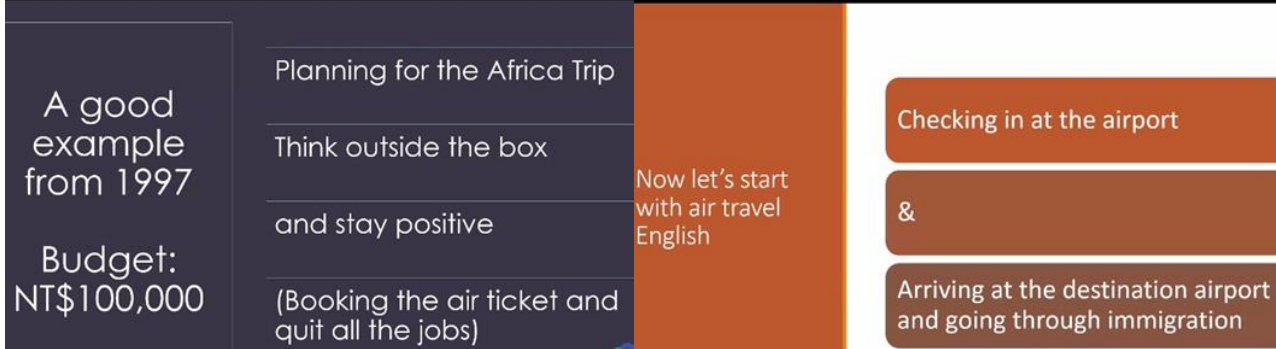 A good
example
from 1997
Budget:
NT$100,000
Planning for the Africa Trip
Think outside the box
and stay positive
(Booking the air ticket and
quit all the jobs)
Now let's start
with air travel
English
Checking in at the airport
&
Arriving at the destination airport
and going through immigration